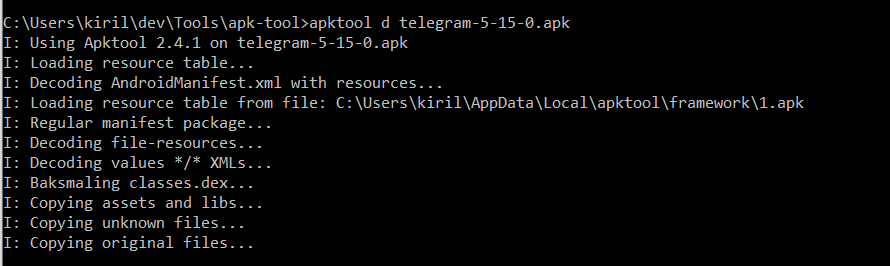 C:\Users\kiril\dev\Tools\apk-tool>apktool d telegram-5-15-0.apk
I: Using Apktool 2.4.1 on telegram-5-15-0.apk
I: Loading resource table...
I: Decoding AndroidManifest.xml with resources...
I: Loading resource table from file: C:\Users\kiril\AppData\Local\apktool\framework\1.apk
I: Regular manifest package...
I: Decoding file-resources...
I: Decoding values */* XMLs...
I: Baksmaling classes.dex...
I: Copying assets and libs...
I: Copying unknown files...
I: Copying original files...